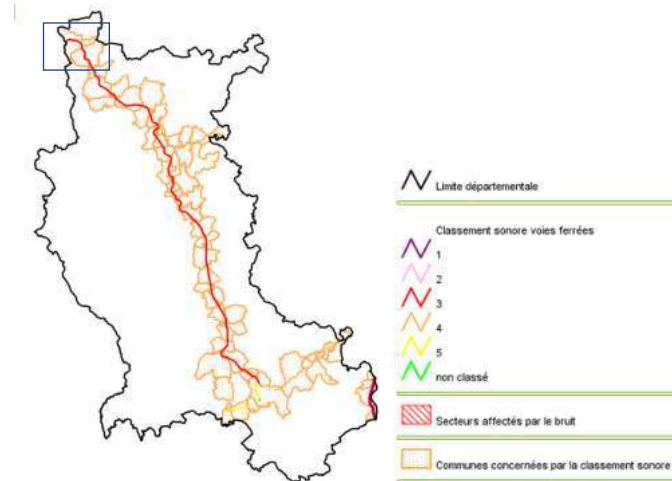 Limite départementale
Classement sonore voies ferrées
1
2
3
4
5
non classé
Secteurs affectés par le bruit
Communes concernées par la classement sonore